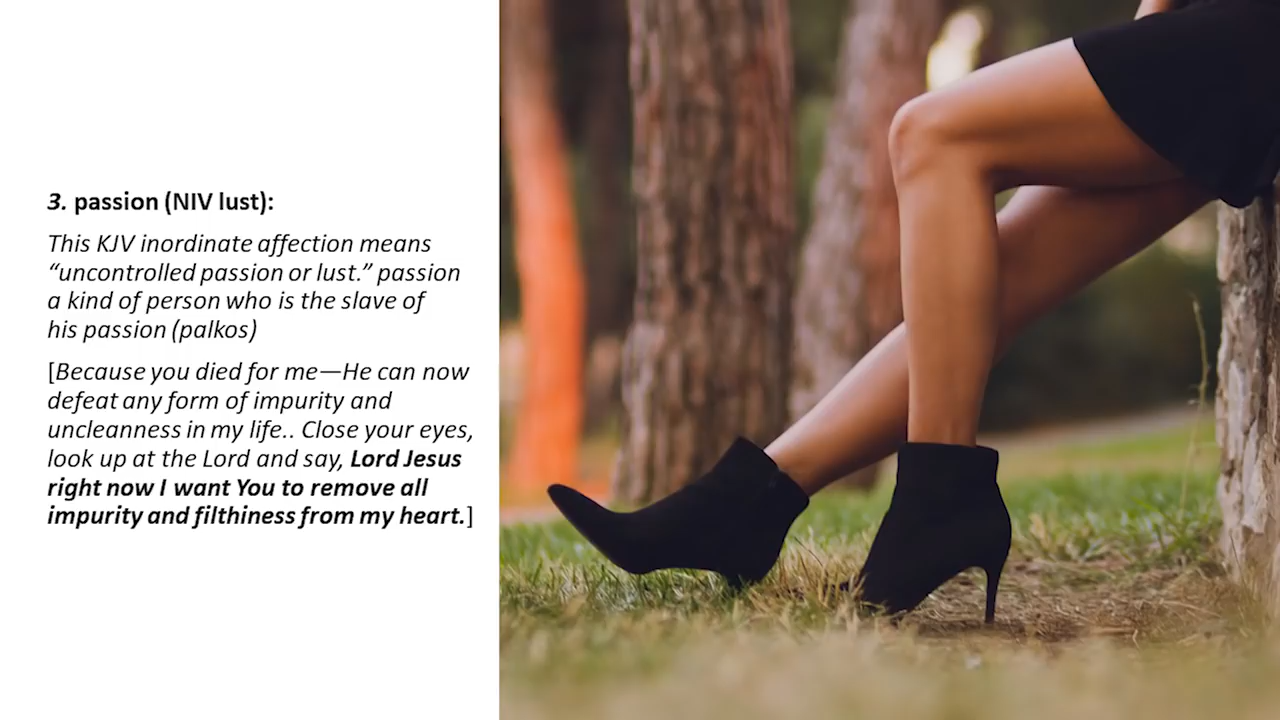 3. passion (NIV lust):
This KJV inordinate affection means
“uncontrolled passion or lust.” passion
a kind of person who is the slave of
his passion (palkos)
[Because you died for me—He can now
defeat any form of impurity and
uncleanness in my life.. Close your eyes,
look up at the Lord and say, Lord Jesus
right now I want You to remove all
impurity and filthiness from my heart.]